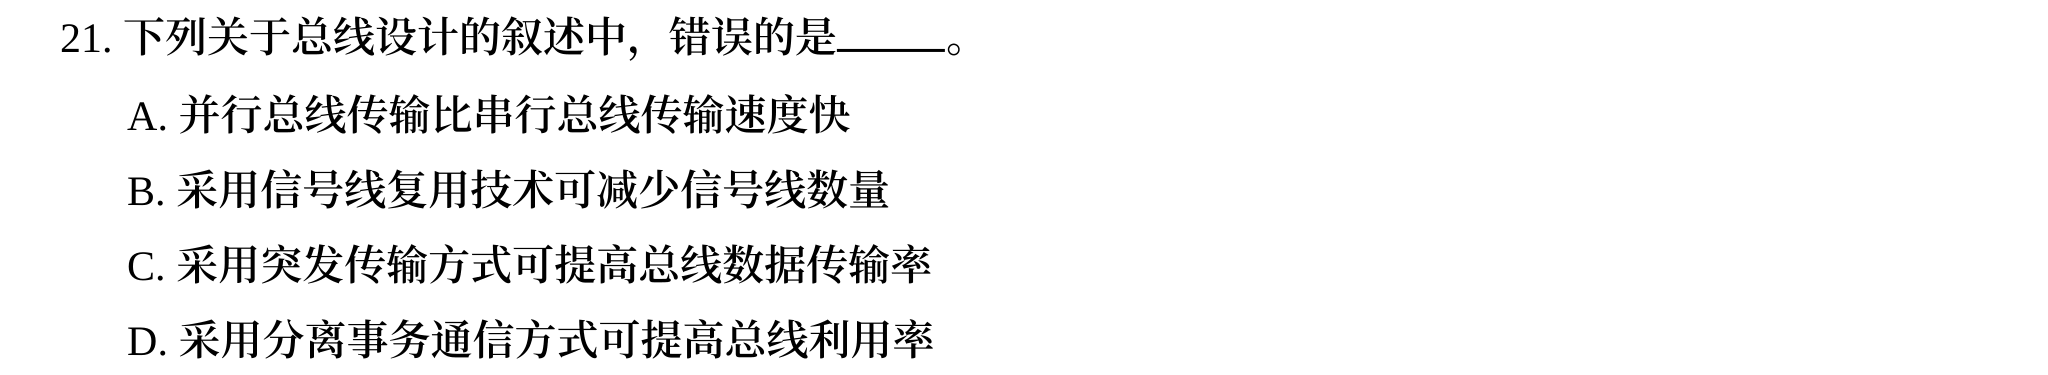 21. 下列关于总线设计的叙述中，错误的是_____。
A. 并行总线传输比串行总线传输速度快
B. 采用信号线复用技术可减少信号线数量
C. 采用突发传输方式可提高总线数据传输率
D. 采用分离事务通信方式可提高总线利用率